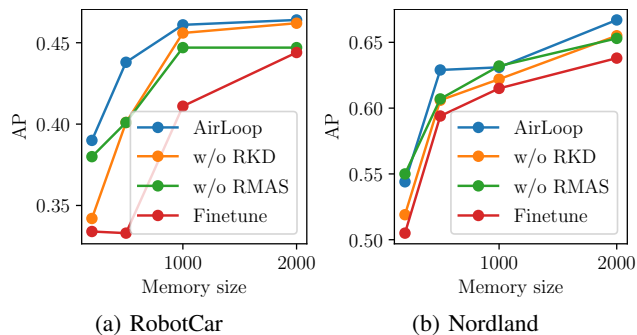 0.45
0.40
0.35
AP
AirLoop
w/o RKD
w/o RMAS
Finetune
1000
2000
Memory size
(a) RobotCar
0.65
0.60
0.55
0.50
AP
AirLoop
w/o RKD
w/o RMAS
Finetune
1000
2000
Memory size
(b) Nordland